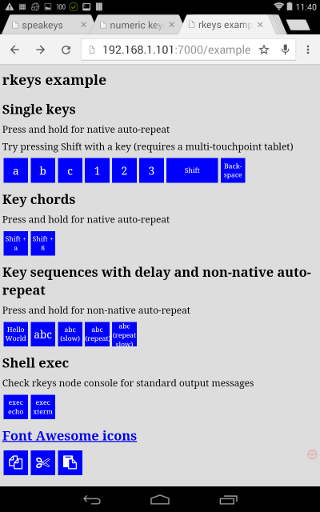 100
11:40
speakeys
numeric key
rkeys examp
192.168.1.101:7000/example
rkeys example
Single keys
Press and hold for native auto-repeat
Try pressing Shift with a key (requires a multi-touchpoint tablet)
a b c 1 2 3 Shift Back-
space
Key chords
Press and hold for native auto-repeat
Shift + Shift +
a 8
Key sequences with delay and non-native auto-
repeat
Press and hold for non-native auto-repeat
Hello
World
abc
abc
(slow)
abc
(repeat)
abc
(repeat
slow)
Shell exec
Check rkeys node console for standard output messages
exec
echo
exec
xterm
Font Awesome icons